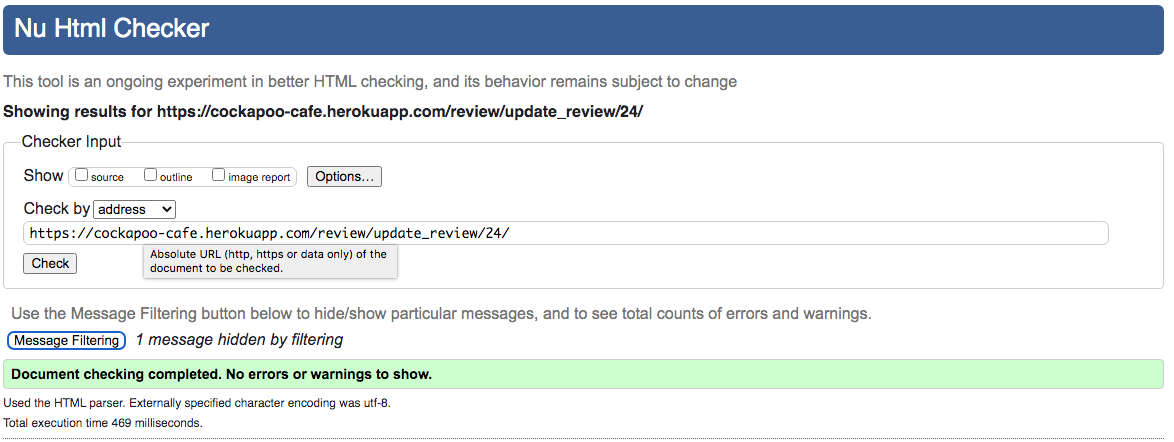 Nu Html Checker
This tool is an ongoing experiment in better HTML checking, and its behavior remains subject to change
Showing results for https://cockapoo-cafe.herokuapp.com/review/update_review/24/
Checker Input
Show source outline image report Options...
Check by address
https://cockapoo-cafe.herokuapp.com/review/update_review/24/
Absolute URL (http, https or data only) of the
document to be checked.
Check
Use the Message Filtering button below to hide/show particular messages, and to see total counts of errors and warnings.
Message Filtering 1 message hidden by filtering
Document checking completed. No errors or warnings to show.
Used the HTML parser. Externally specified character encoding was utf-8.
Total execution time 469 milliseconds.